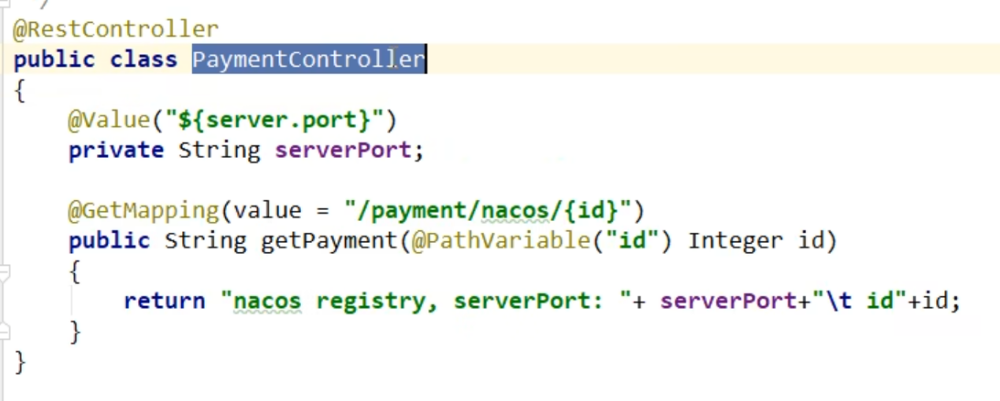 */
@RestController
public class PaymentController
{
    @Value("${server.port}")
    private String serverPort;

    @GetMapping(value = "/payment/nacos/{id}")
    public String getPayment(@PathVariable("id") Integer id)
    {
        return "nacos registry, serverPort: "+ serverPort+"\t id"+id;
    }
}